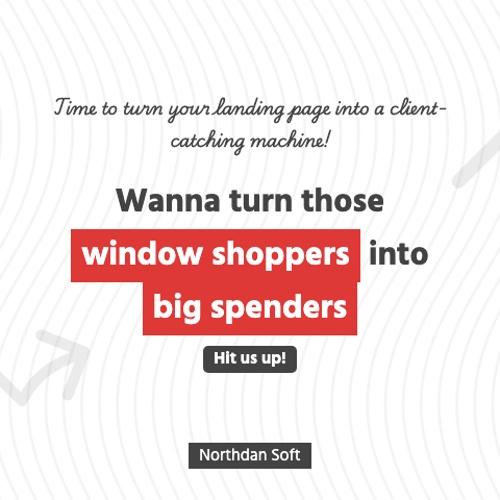 Time to turn your landing page into a client-
catching machine!
Wanna turn those
window shoppers into
big spenders
Hit us up!
Northdan Soft